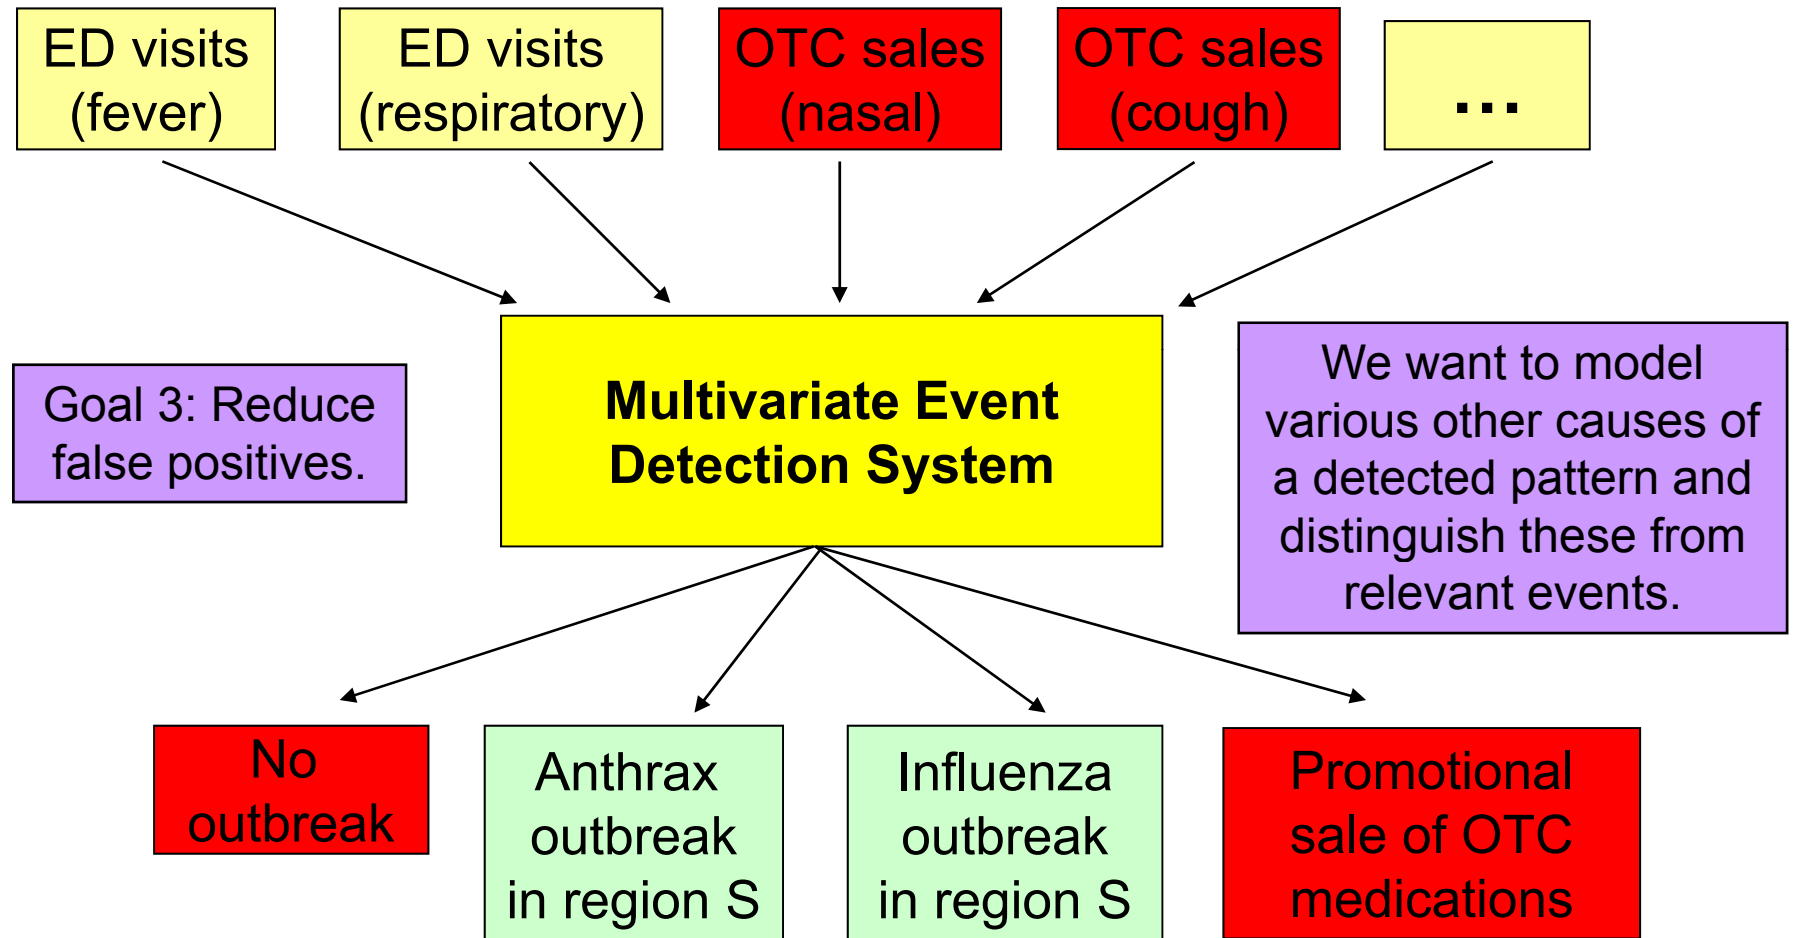 ED visits
(fever)
ED visits
(respiratory)
OTC sales
(nasal)
OTC sales
(cough)
...
Goal 3: Reduce
false positives.
Multivariate Event
Detection System
We want to model
various other causes of
a detected pattern and
distinguish these from
relevant events.
No
outbreak
Anthrax
outbreak
in region S
Influenza
outbreak
in region S
Promotional
sale of OTC
medications